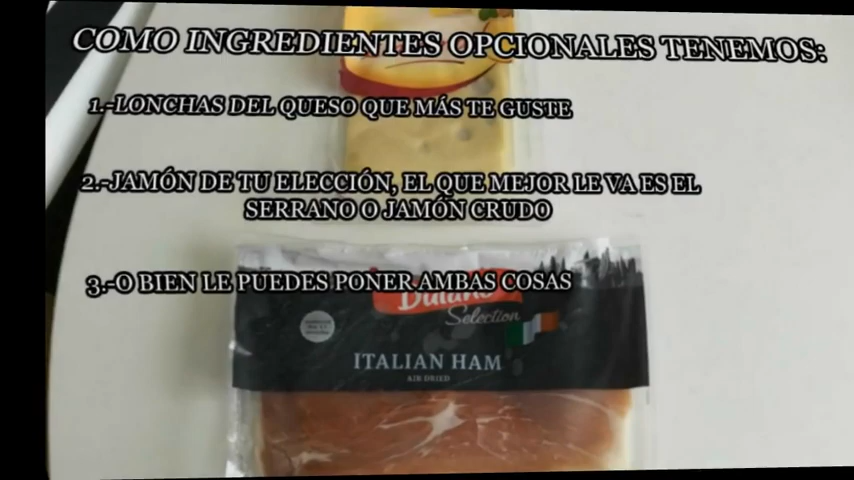 COMO INGREDIENTES OPCIONALES TENEMOS:
1.-LONCHAS DEL QUESO QUE MÁS TE GUSTE
2.-JAMÓN DE TU ELECCIÓN, EL QUE MEJOR LE VA ES EL
SERRANO O JAMÓN CRUDO
3.-O BIEN LE PUEDES PONER AMBAS COSAS
Dulano
Selection
ITALIAN HAM
AIR DRIED